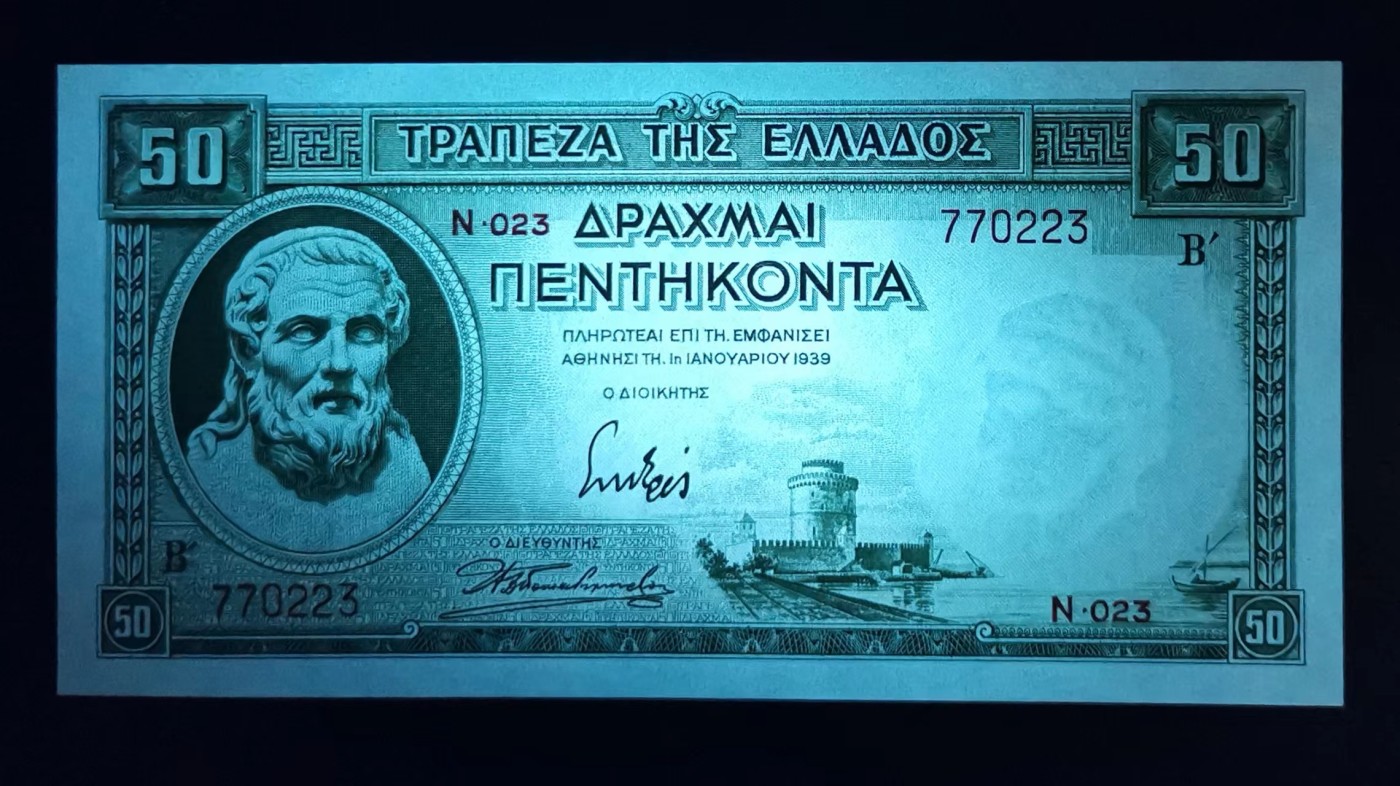 50 ΤΡΑΠΕΖΑ ΤΗΣ ΕΛΛΑΔΟΣ 50
N·023 ΔΡΑΧΜΑΙ 770223
Β΄
ΠΕΝΤΗΚΟΝΤΑ
ΠΛΗΡΩΤΕΑΙ ΕΠΙ ΤΗ. ΕΜΦΑΝΙΣΕΙ
ΑΘΗΝΗΣΙ ΤΗ. 1η ΙΑΝΟΥΑΡΙΟΥ 1939
Ο ΔΙΟΙΚΗΤΗΣ
Ο ΔΙΕΥΘΥΝΤΗΣ
Β΄
770223 N·023
50 50